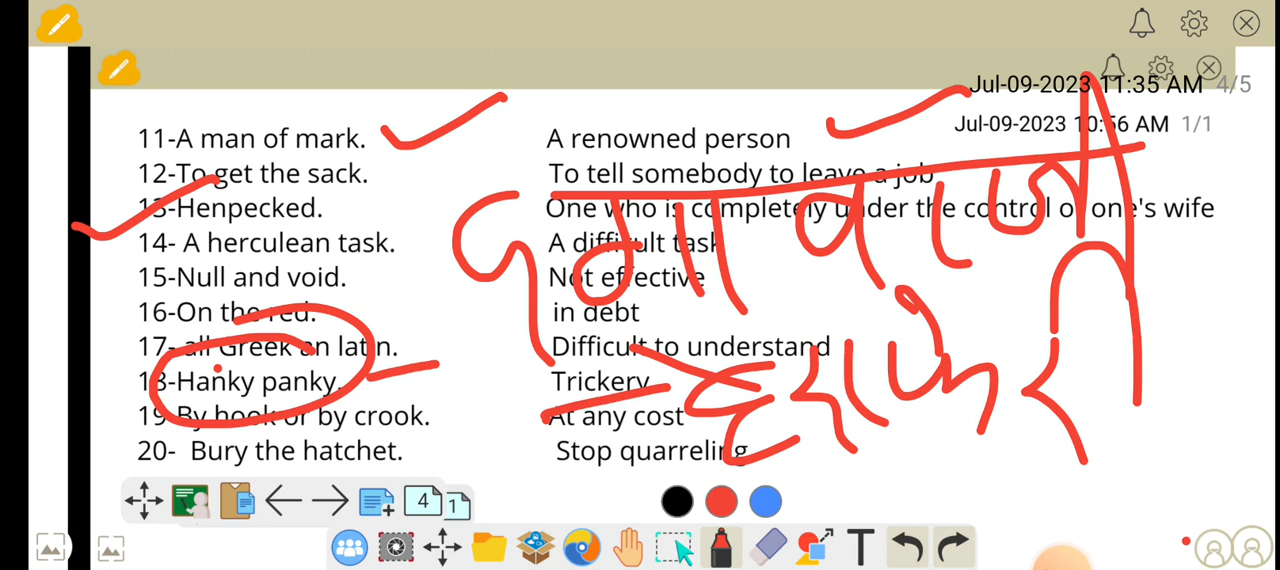 Jul-09-2023 11:35 AM 4/5
Jul-09-2023 10:56 AM 1/1
11-A man of mark. A renowned person
12-To get the sack. To tell somebody to leave a job
13-Henpecked. One who is completely under the control of one's wife
14- A herculean task. A difficult task
15-Null and void. Not effective
16-On the red. in debt
17- all Greek an latin. Difficult to understand
18-Hanky panky. Trickery
19-By hook or by crook. At any cost
20- Bury the hatchet. Stop quarreling
दगावाजी
हेराफेरी
4 1
T